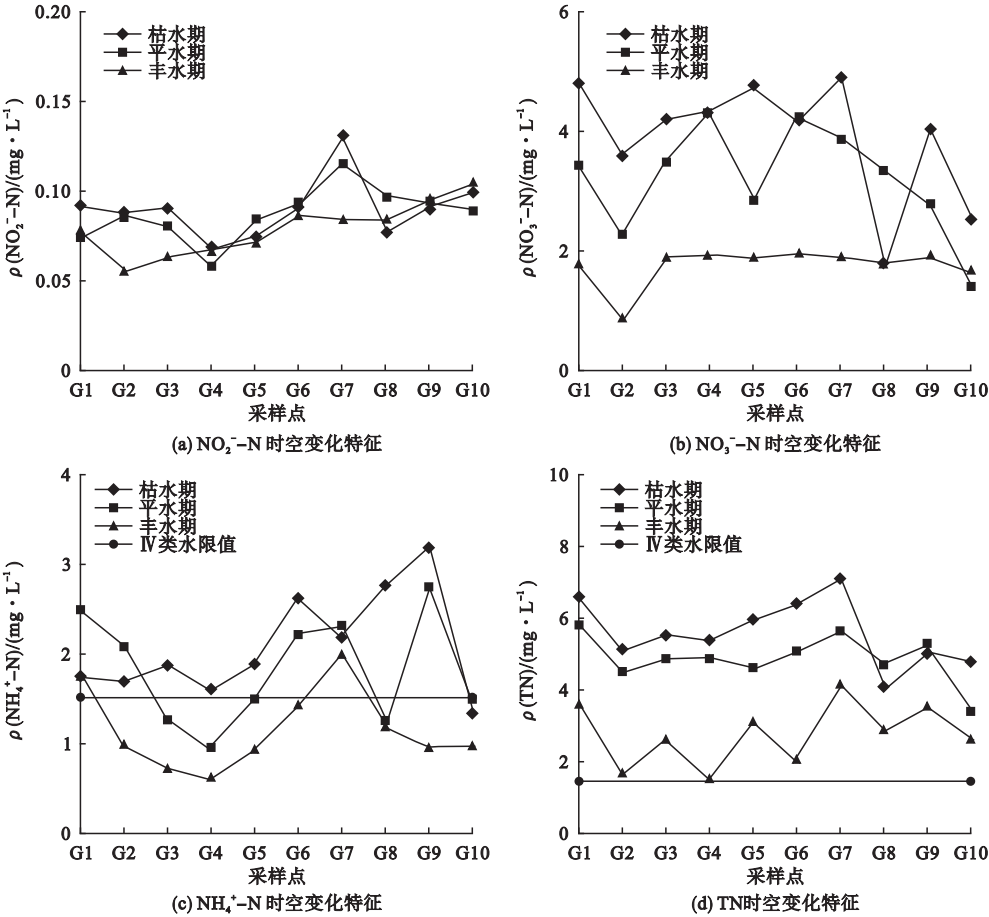 0.20
0.15
0.10
0.05
0
ρ(NO₂⁻–N)/(mg·L⁻¹)
枯水期
平水期
丰水期
G1 G2 G3 G4 G5 G6 G7 G8 G9 G10
采样点
(a) NO₂⁻–N 时空变化特征
6
4
2
0
ρ(NO₃⁻–N)/(mg·L⁻¹)
枯水期
平水期
丰水期
G1 G2 G3 G4 G5 G6 G7 G8 G9 G10
采样点
(b) NO₃⁻–N 时空变化特征
4
3
2
1
0
ρ(NH₄⁺–N)/(mg·L⁻¹)
枯水期
平水期
丰水期
Ⅳ类水限值
G1 G2 G3 G4 G5 G6 G7 G8 G9 G10
采样点
(c) NH₄⁺–N 时空变化特征
10
8
6
4
2
0
ρ(TN)/(mg·L⁻¹)
枯水期
平水期
丰水期
Ⅳ类水限值
G1 G2 G3 G4 G5 G6 G7 G8 G9 G10
采样点
(d) TN时空变化特征